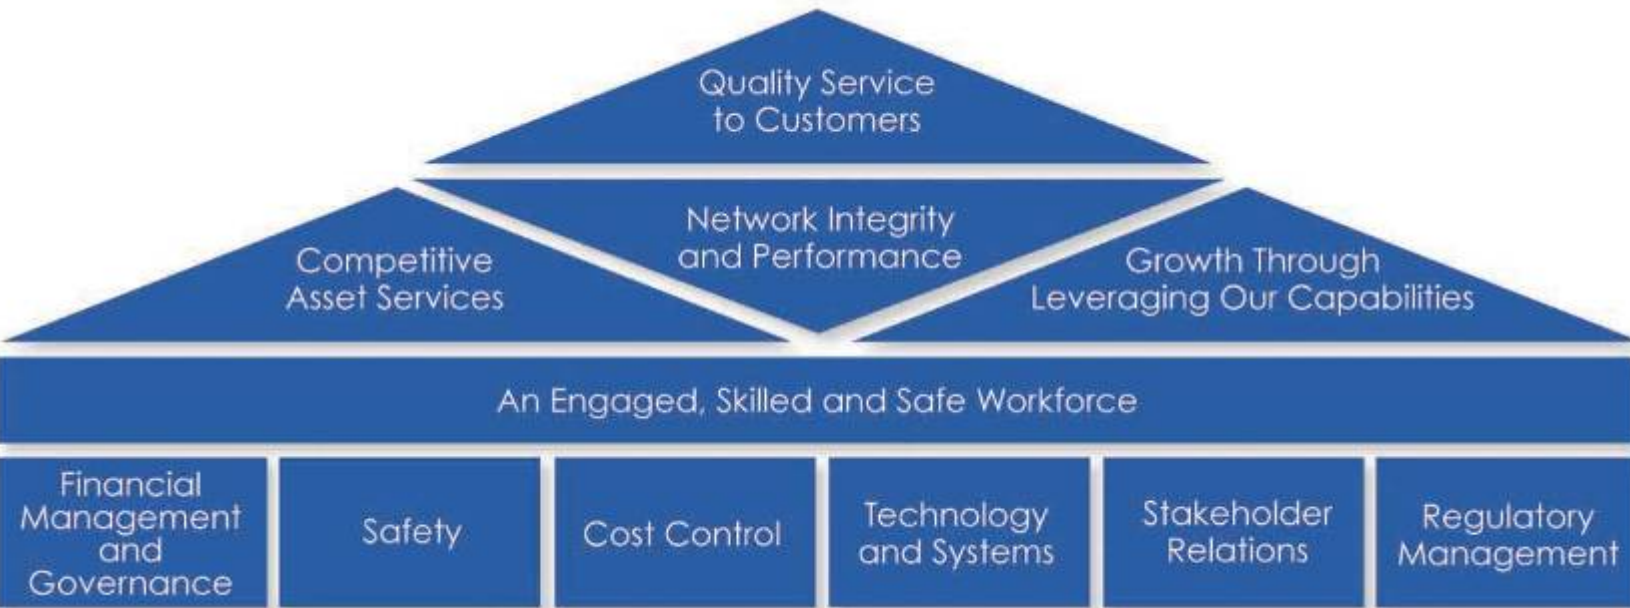 Quality Service
to Customers
Network Integrity
and Performance
Competitive
Asset Services
Growth Through
Leveraging Our Capabilities
An Engaged, Skilled and Safe Workforce
Financial
Management
and
Governance
Safety
Cost Control
Technology
and Systems
Stakeholder
Relations
Regulatory
Management